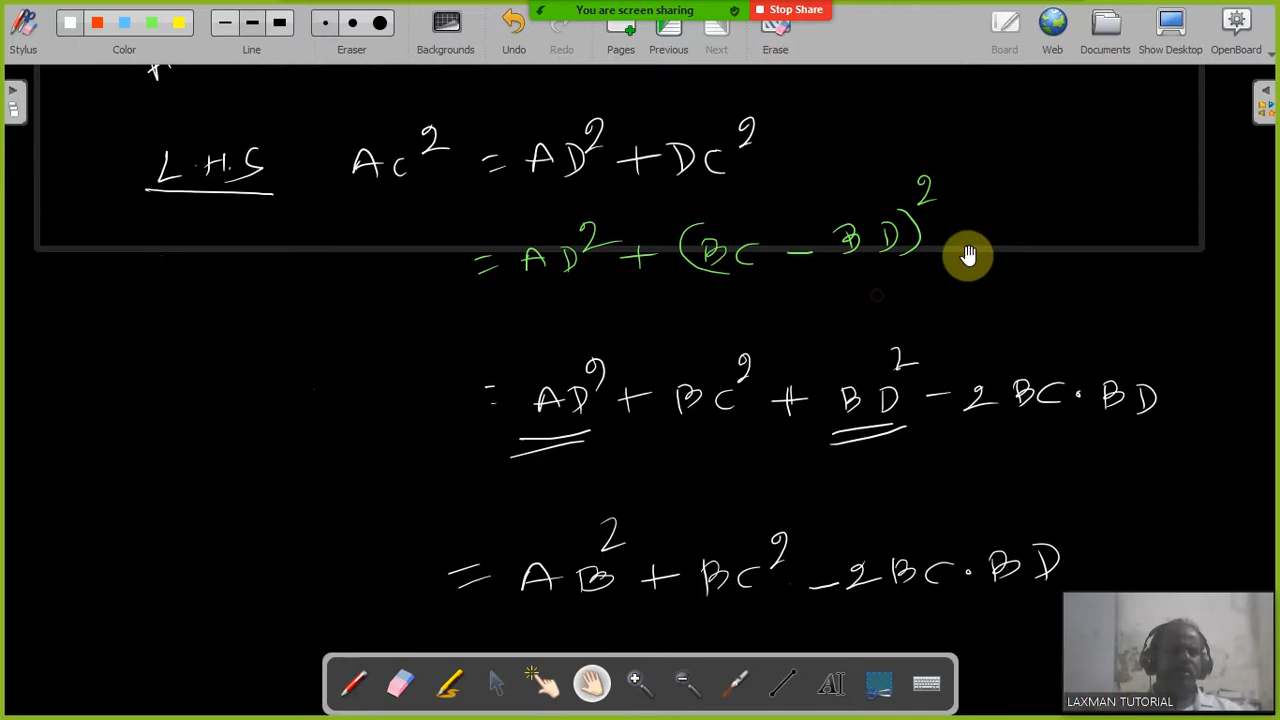 You are screen sharing Stop Share
Stylus Color Line Eraser Backgrounds Undo Redo Pages Previous Next Erase Board Web Documents Show Desktop OpenBoard
L.H.S AC² = AD² + DC²
= AD² + (BC - BD)²
= AD² + BC² + BD² - 2BC·BD
= AB² + BC² - 2BC·BD
LAXMAN TUTORIAL